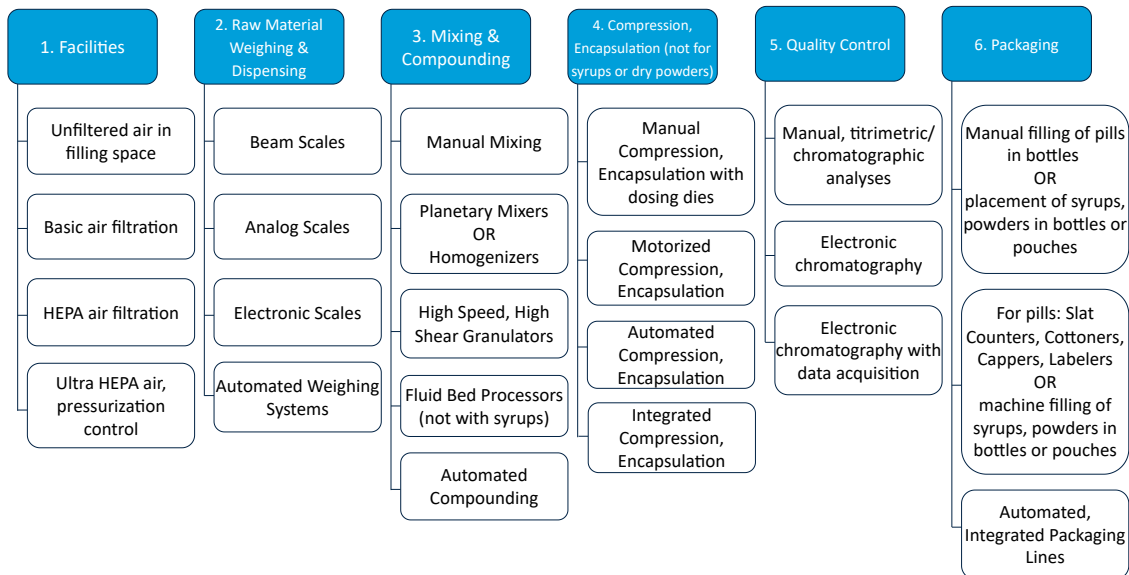 1. Facilities
Unfiltered air in
filling space
Basic air filtration
HEPA air filtration
Ultra HEPA air,
pressurization
control
2. Raw Material
Weighing &
Dispensing
Beam Scales
Analog Scales
Electronic Scales
Automated Weighing
Systems
3. Mixing &
Compounding
Manual Mixing
Planetary Mixers
OR
Homogenizers
High Speed, High
Shear Granulators
Fluid Bed Processors
(not with syrups)
Automated
Compounding
4. Compression,
Encapsulation (not for
syrups or dry powders)
Manual
Compression,
Encapsulation with
dosing dies
Motorized
Compression,
Encapsulation
Automated
Compression,
Encapsulation
Integrated
Compression,
Encapsulation
5. Quality Control
Manual, titrimetric/
chromatographic
analyses
Electronic
chromatography
Electronic
chromatography with
data acquisition
6. Packaging
Manual filling of pills
in bottles
OR
placement of syrups,
powders in bottles or
pouches
For pills: Slat
Counters, Cottoners,
Cappers, Labelers
OR
machine filling of
syrups, powders in
bottles or pouches
Automated,
Integrated Packaging
Lines